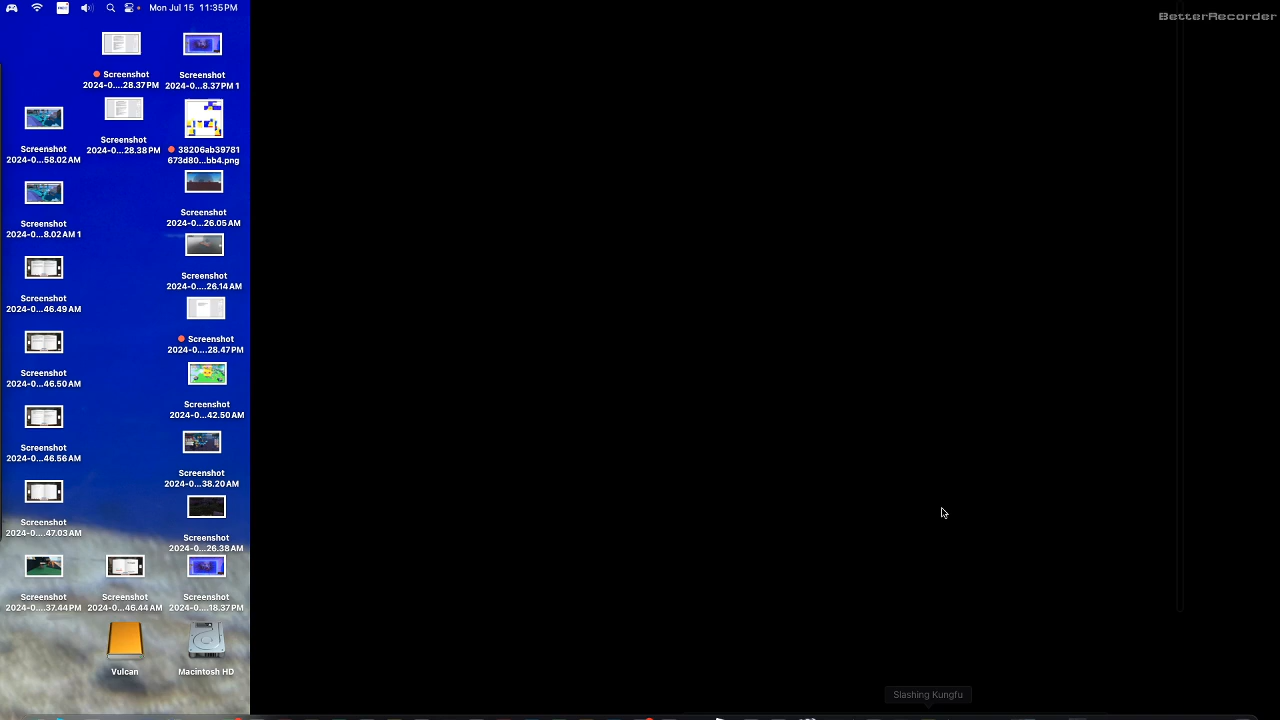 Mon Jul 15 11:35 PM
BetterRecorder
Screenshot
2024-0....28.37 PM
Screenshot
2024-0...8.37 PM 1
Screenshot
2024-0...58.02 AM
Screenshot
2024-0....28.38 PM
38206ab39781
673d80...bb4.png
Screenshot
2024-0...8.02 AM 1
Screenshot
2024-0...26.05 AM
Screenshot
2024-0....26.14 AM
Screenshot
2024-0...46.49 AM
Screenshot
2024-0....28.47 PM
Screenshot
2024-0...46.50 AM
Screenshot
2024-0...42.50 AM
Screenshot
2024-0...46.56 AM
Screenshot
2024-0...38.20 AM
Screenshot
2024-0....47.03 AM
Screenshot
2024-0...26.38 AM
Screenshot
2024-0....37.44 PM
Screenshot
2024-0...46.44 AM
Screenshot
2024-0....18.37 PM
Vulcan
Macintosh HD
Slashing Kungfu